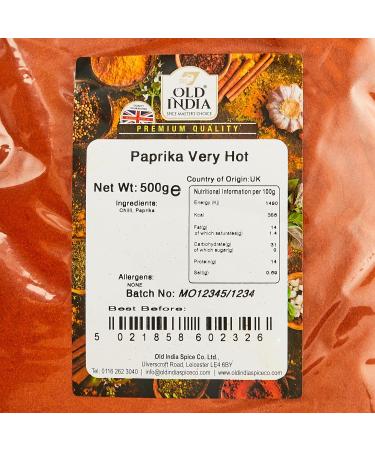 OLD
INDIA
SPICE MASTER'S CHOICE
PREMIUM QUALITY
Paprika Very Hot
Net Wt: 500g e
Country of Origin:UK
Ingredients:
Chilli, Paprika
Nutritional Information per 100g
Energy (Kj) 1490
Kcal 356
Fat(g) 14
of which saturates(g) 1.4
Carbohydrate(g) 31
of which sugar(g) 0
Protein(g) 14
Salt(g) 0.69
Allergens:
NONE
Batch No: MO12345/1234
Best Before:
5 021858 602326
Old India Spice Co. Ltd.,
Ulverscroft Road, Leicester LE4 6BY
Tel: 0116 262 3040 | info@oldindiaspiceco.com | www.oldindiaspiceco.com